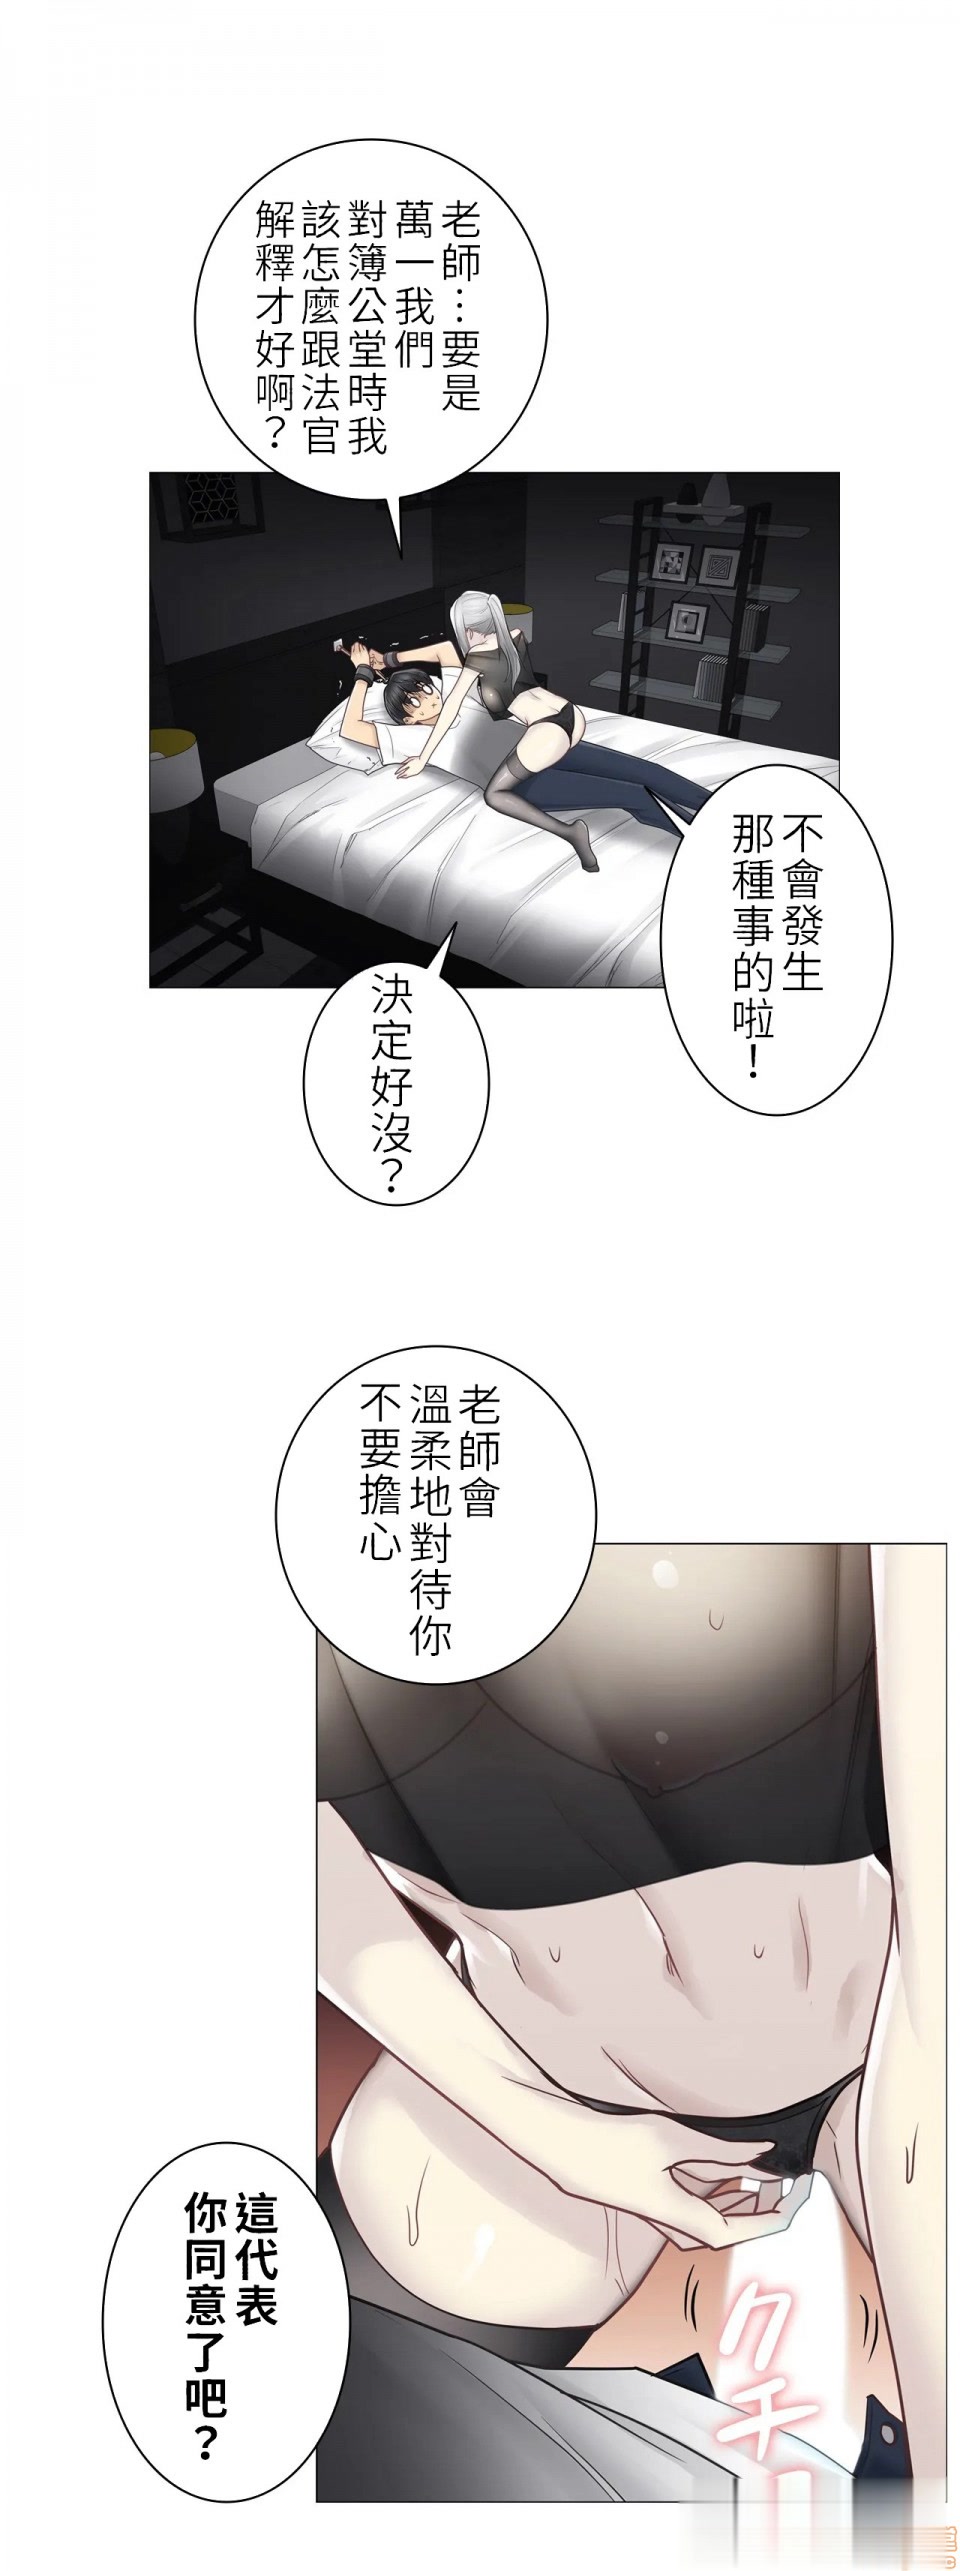 老師…要是
萬一我們
對簿公堂時我
該怎麼跟法官
解釋才好啊？
不會發生
那種事的啦！
決定好沒？
老師會
溫柔地對待你
不要擔心
這代表
你同意了吧？
クチ